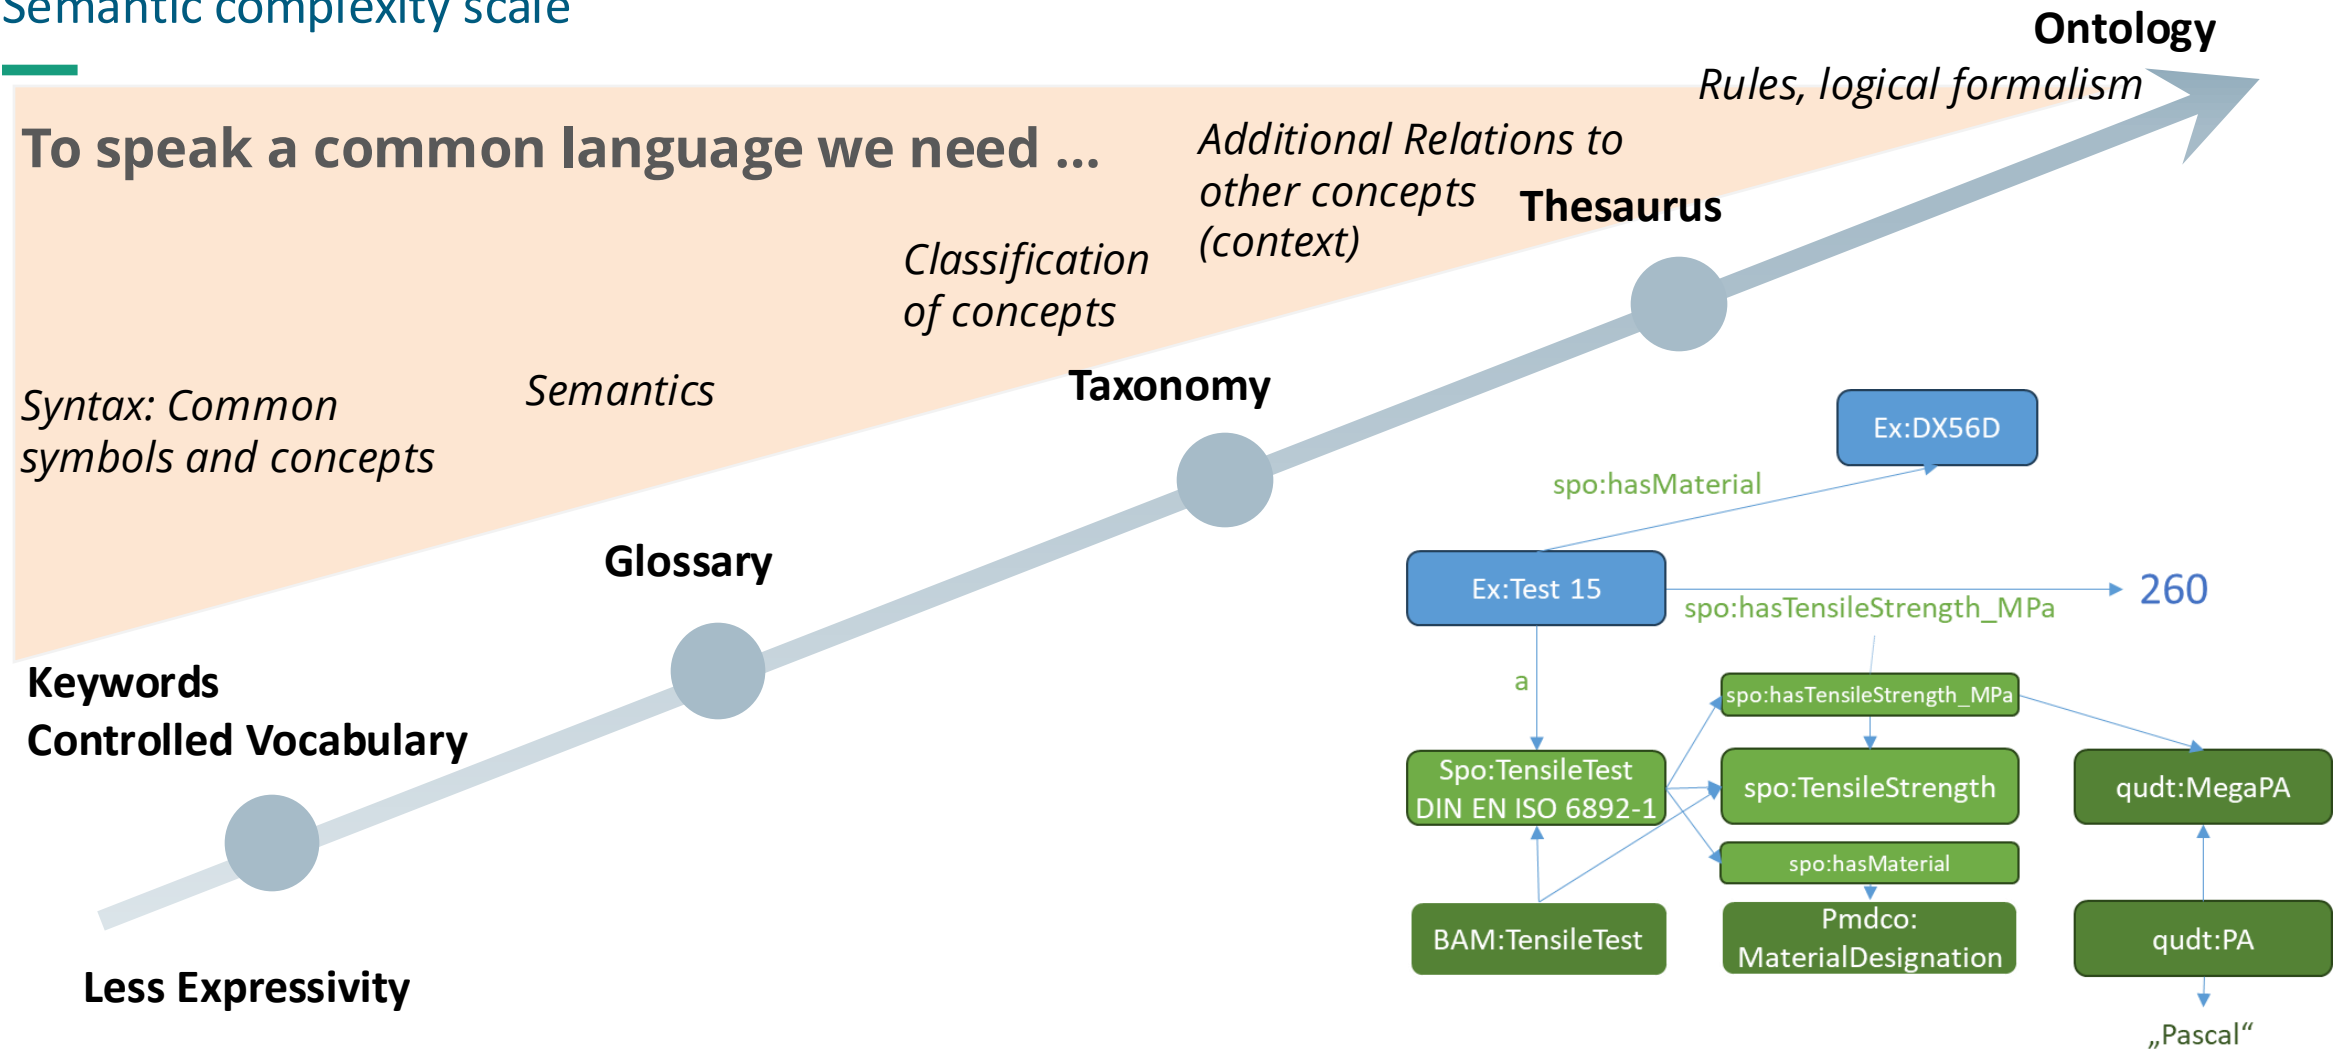 Semantic complexity scale
Ontology
Rules, logical formalism
To speak a common language we need ...
Additional Relations to
other concepts
(context)
Thesaurus
Classification
of concepts
Taxonomy
Syntax: Common
symbols and concepts
Semantics
Glossary
Keywords
Controlled Vocabulary
Less Expressivity
Ex:DX56D
spo:hasMaterial
Ex:Test 15
260
spo:hasTensileStrength_MPa
a
spo:hasTensileStrength_MPa
Spo:TensileTest
DIN EN ISO 6892-1
spo:TensileStrength
qudt:MegaPA
spo:hasMaterial
BAM:TensileTest
Pmdco:
MaterialDesignation
qudt:PA
„Pascal“